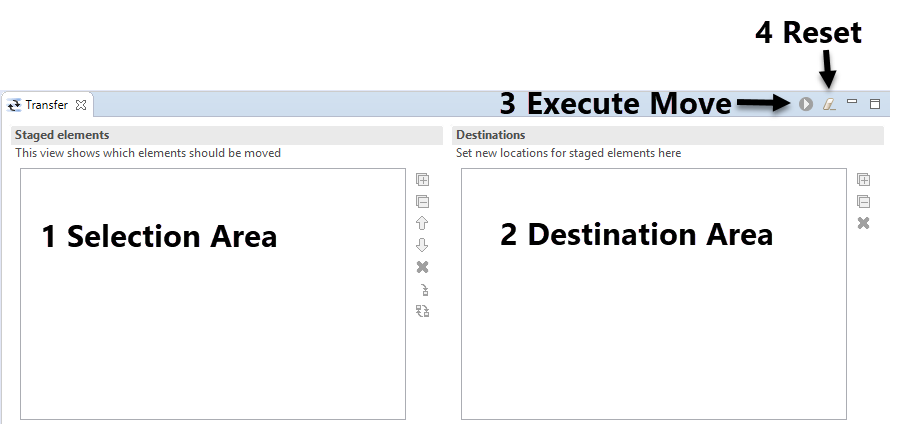 4 Reset
Transfer
3 Execute Move
Staged elements
Destinations
This view shows which elements should be moved
Set new locations for staged elements here
1 Selection Area
2 Destination Area